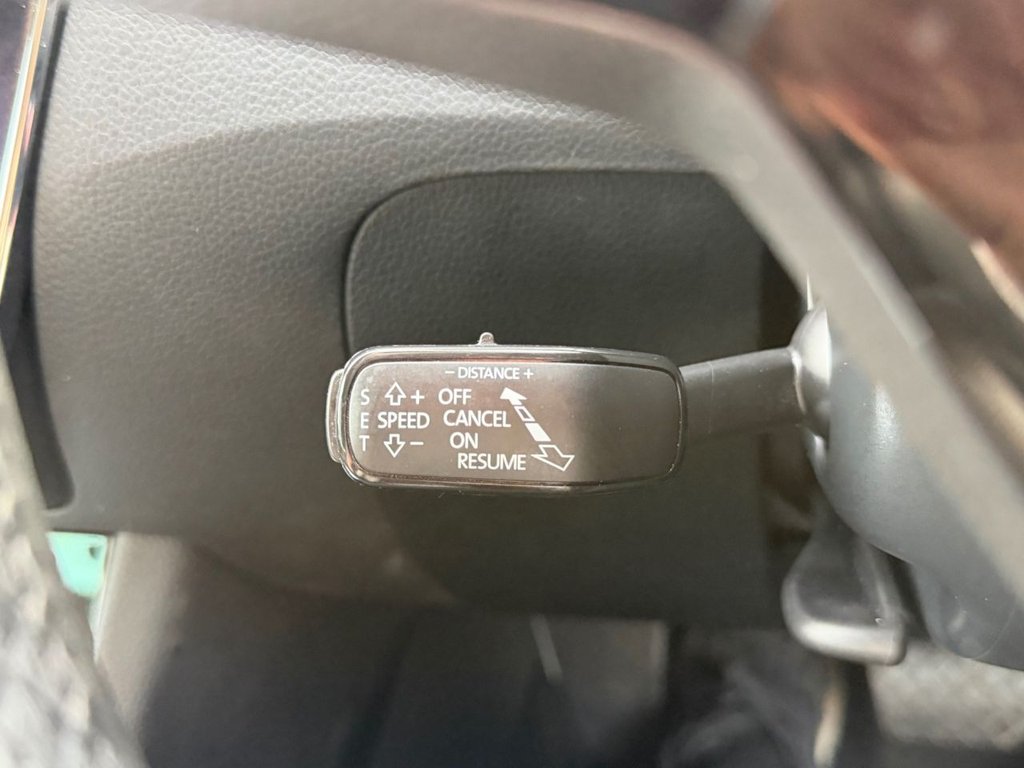 − DISTANCE +
S + OFF
E SPEED CANCEL
T − ON
RESUME